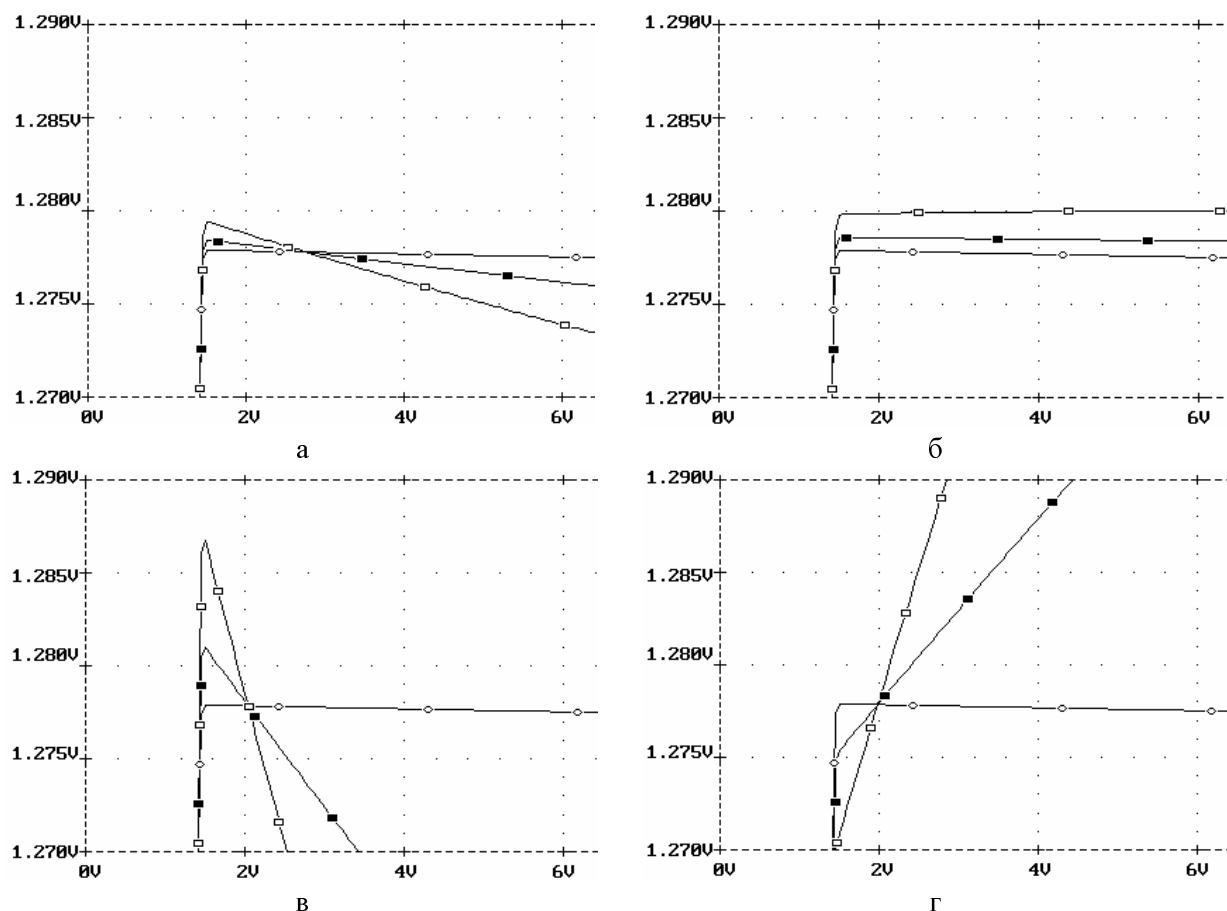 1.290V
1.285V
1.280V
1.275V
1.270V
0V 2V 4V 6V
а
1.290V
1.285V
1.280V
1.275V
1.270V
0V 2V 4V 6V
б
1.290V
1.285V
1.280V
1.275V
1.270V
0V 2V 4V 6V
в
1.290V
1.285V
1.280V
1.275V
1.270V
0V 2V 4V 6V
г